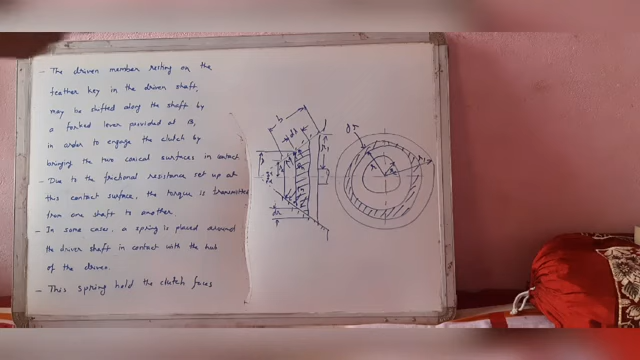 - The driven member resting on the
feather key in the driven shaft,
may be shifted along the shaft by
a forked lever provided at B,
in order to engage the clutch by
bringing the two conical surfaces in contact
- Due to the frictional resistance set up at
this contact surface, the torque is transmitted
from one shaft to another.
- In some cases, a spring is placed around
the driver shaft in contact with the hub
of the driven.
- This spring hold the clutch faces
b
dr
dr